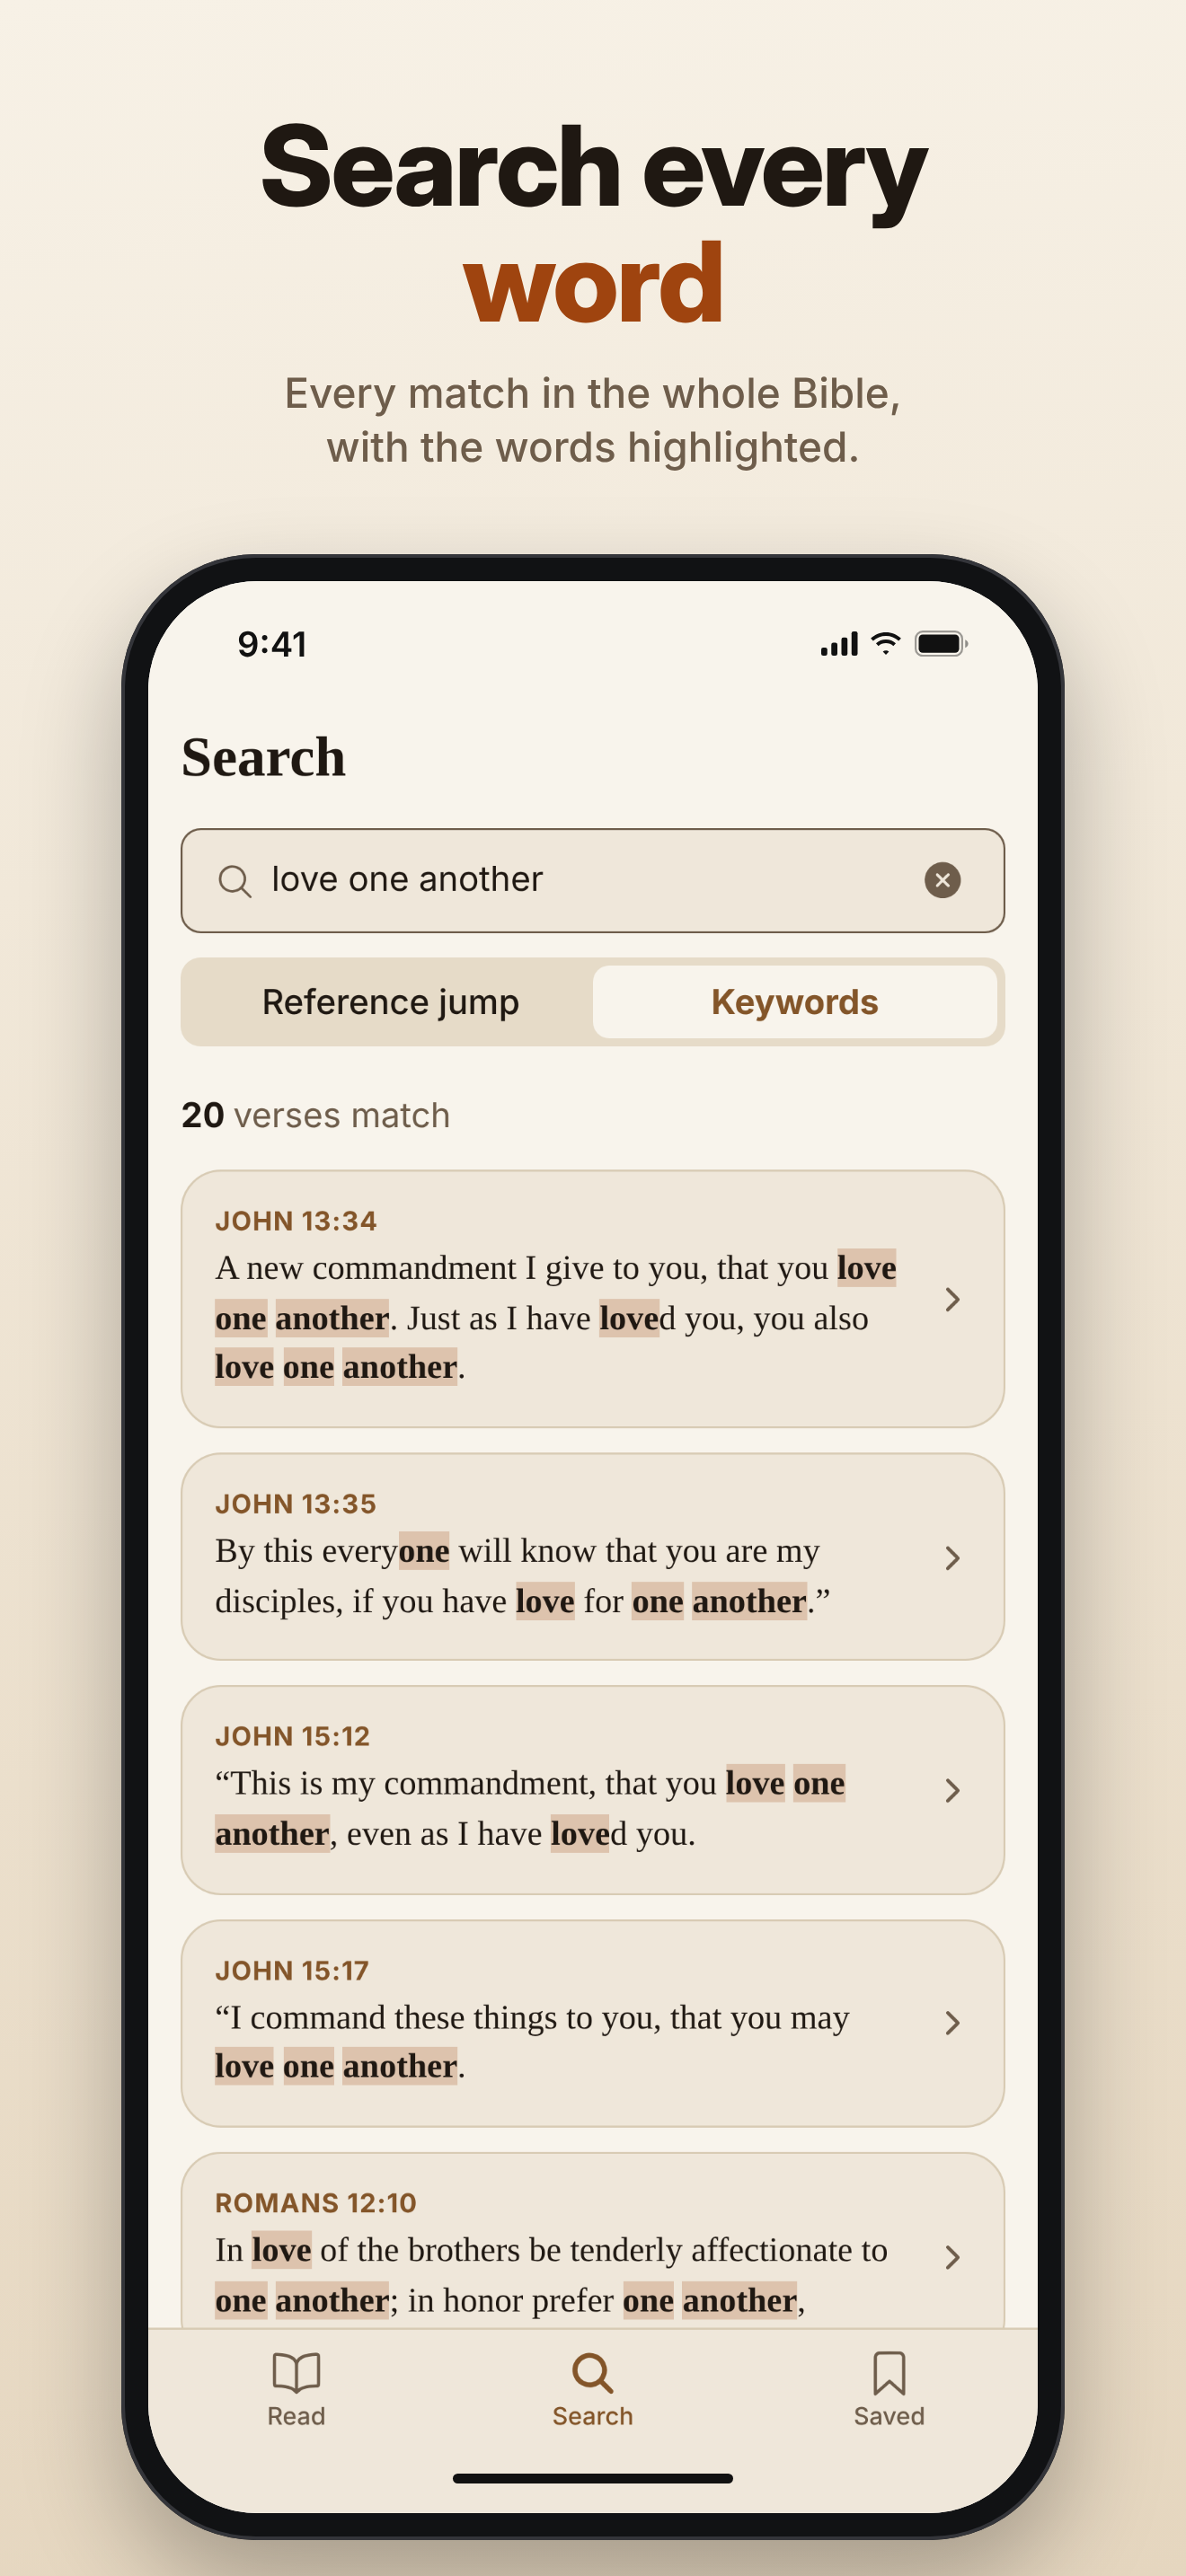 Search every
word
Every match in the whole Bible,
with the words highlighted.
9:41
Search
love one another
Reference jump
Keywords
20 verses match
JOHN 13:34
A new commandment I give to you, that you love
one another. Just as I have loved you, you also
love one another.
JOHN 13:35
By this everyone will know that you are my
disciples, if you have love for one another.”
JOHN 15:12
“This is my commandment, that you love one
another, even as I have loved you.
JOHN 15:17
“I command these things to you, that you may
love one another.
ROMANS 12:10
In love of the brothers be tenderly affectionate to
one another; in honor prefer one another,
Read
Search
Saved